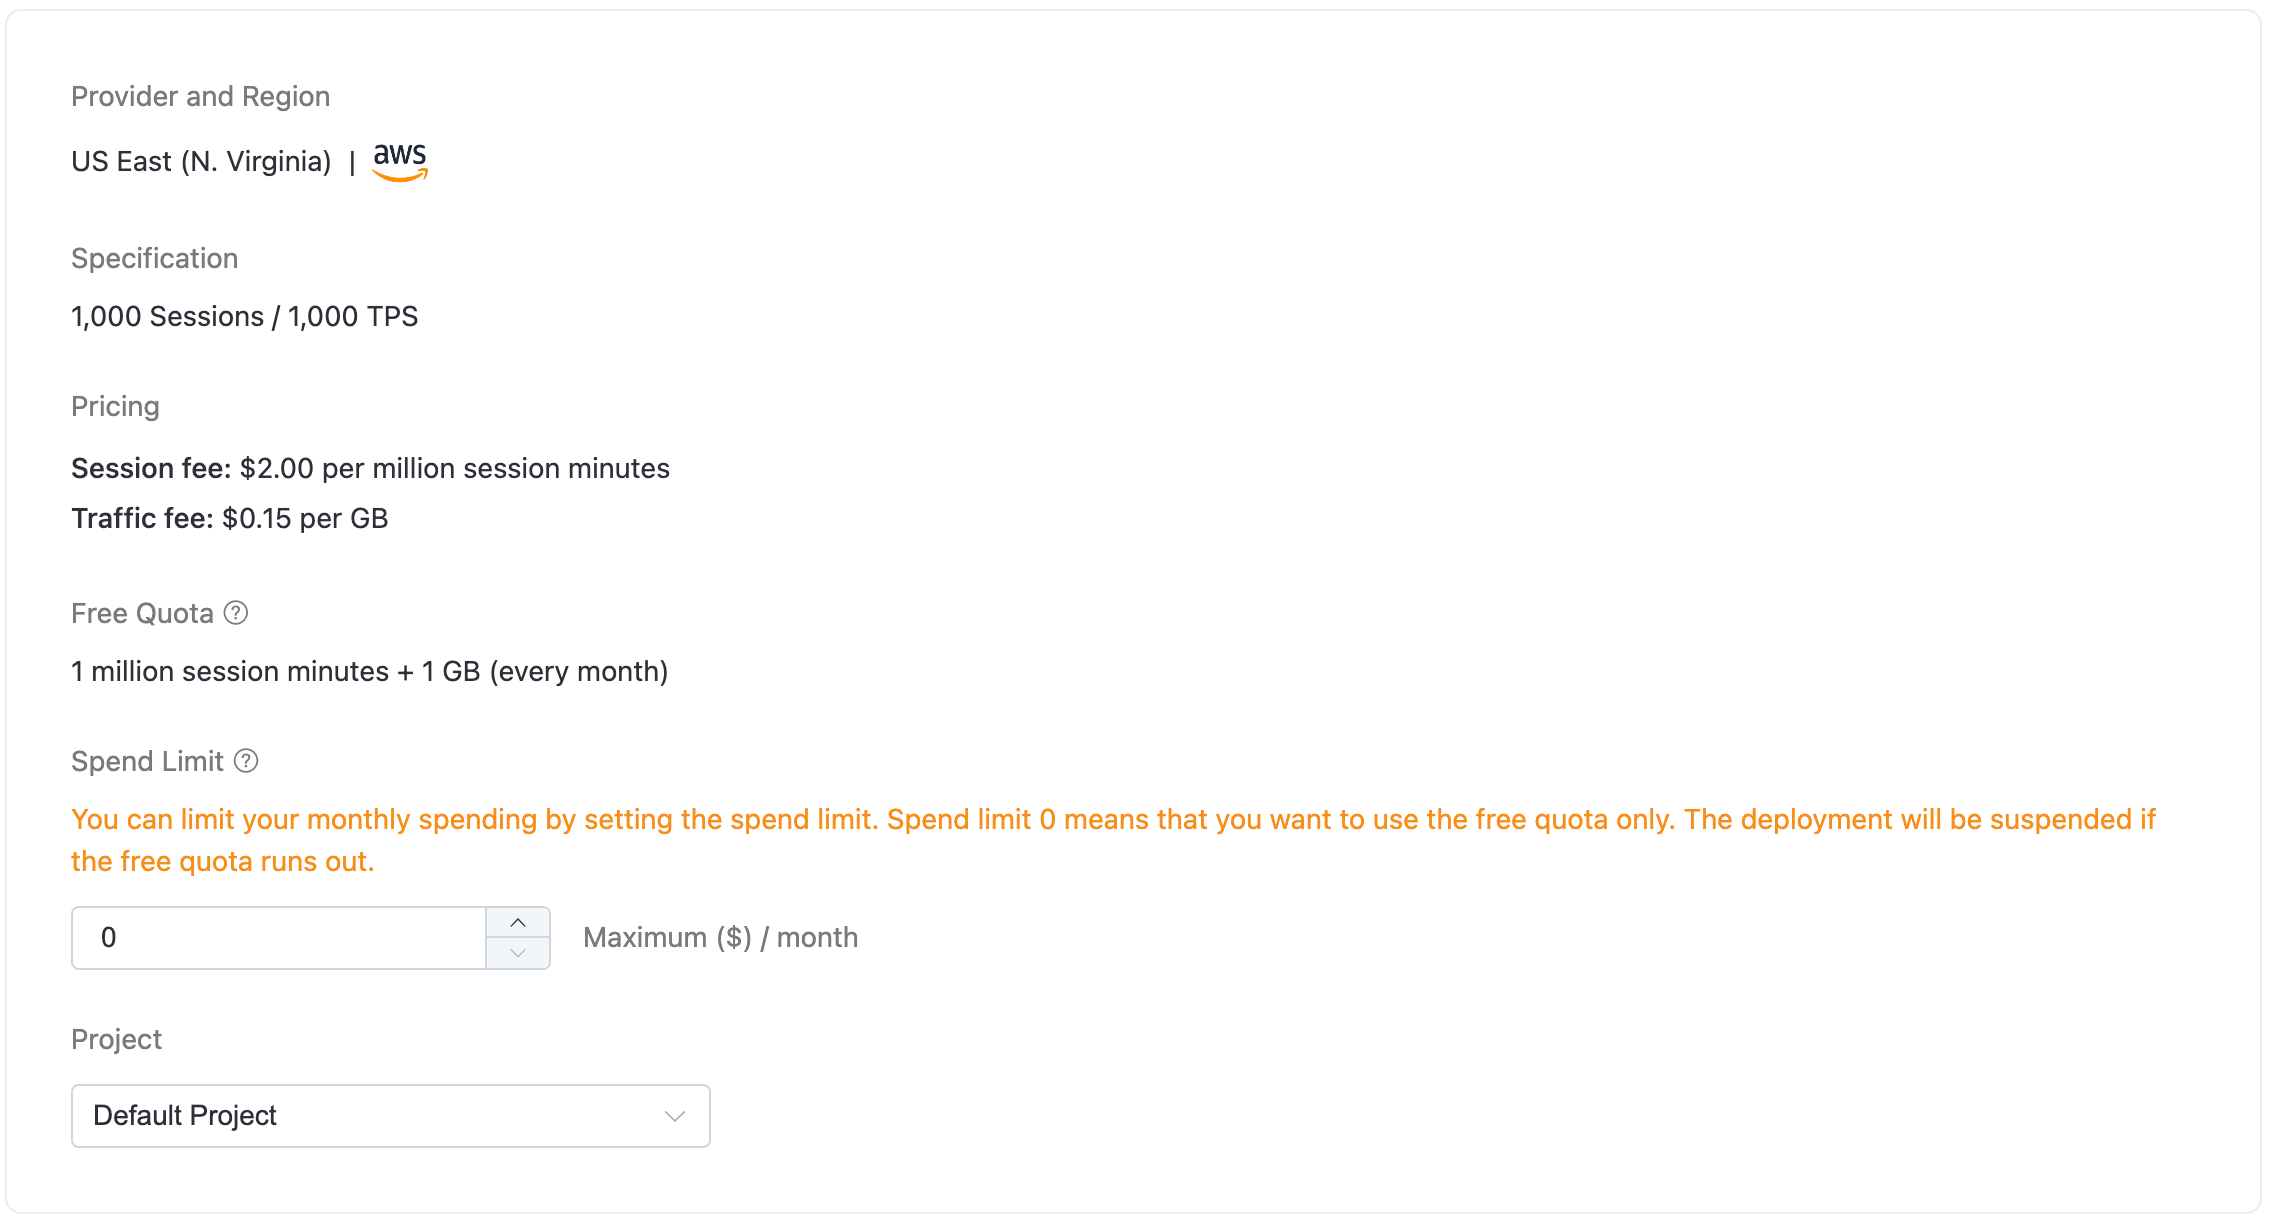 Provider and Region
US East (N. Virginia) | aws
Specification
1,000 Sessions / 1,000 TPS
Pricing
Session fee: $2.00 per million session minutes
Traffic fee: $0.15 per GB
Free Quota ?
1 million session minutes + 1 GB (every month)
Spend Limit ?
You can limit your monthly spending by setting the spend limit. Spend limit 0 means that you want to use the free quota only. The deployment will be suspended if
the free quota runs out.
0 Maximum ($) / month
Project
Default Project